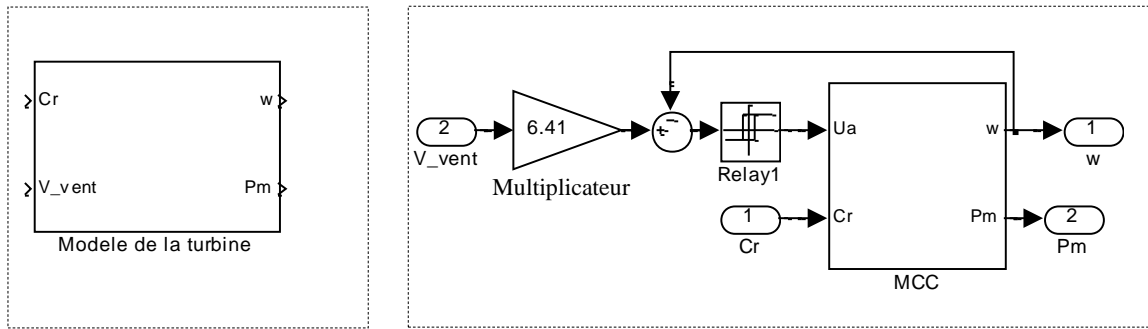 Cr
w
V_vent
Pm
Modele de la turbine
2
V_vent
6.41
Multiplicateur
Relay1
1
Cr
Ua
w
Cr
Pm
MCC
1
w
2
Pm